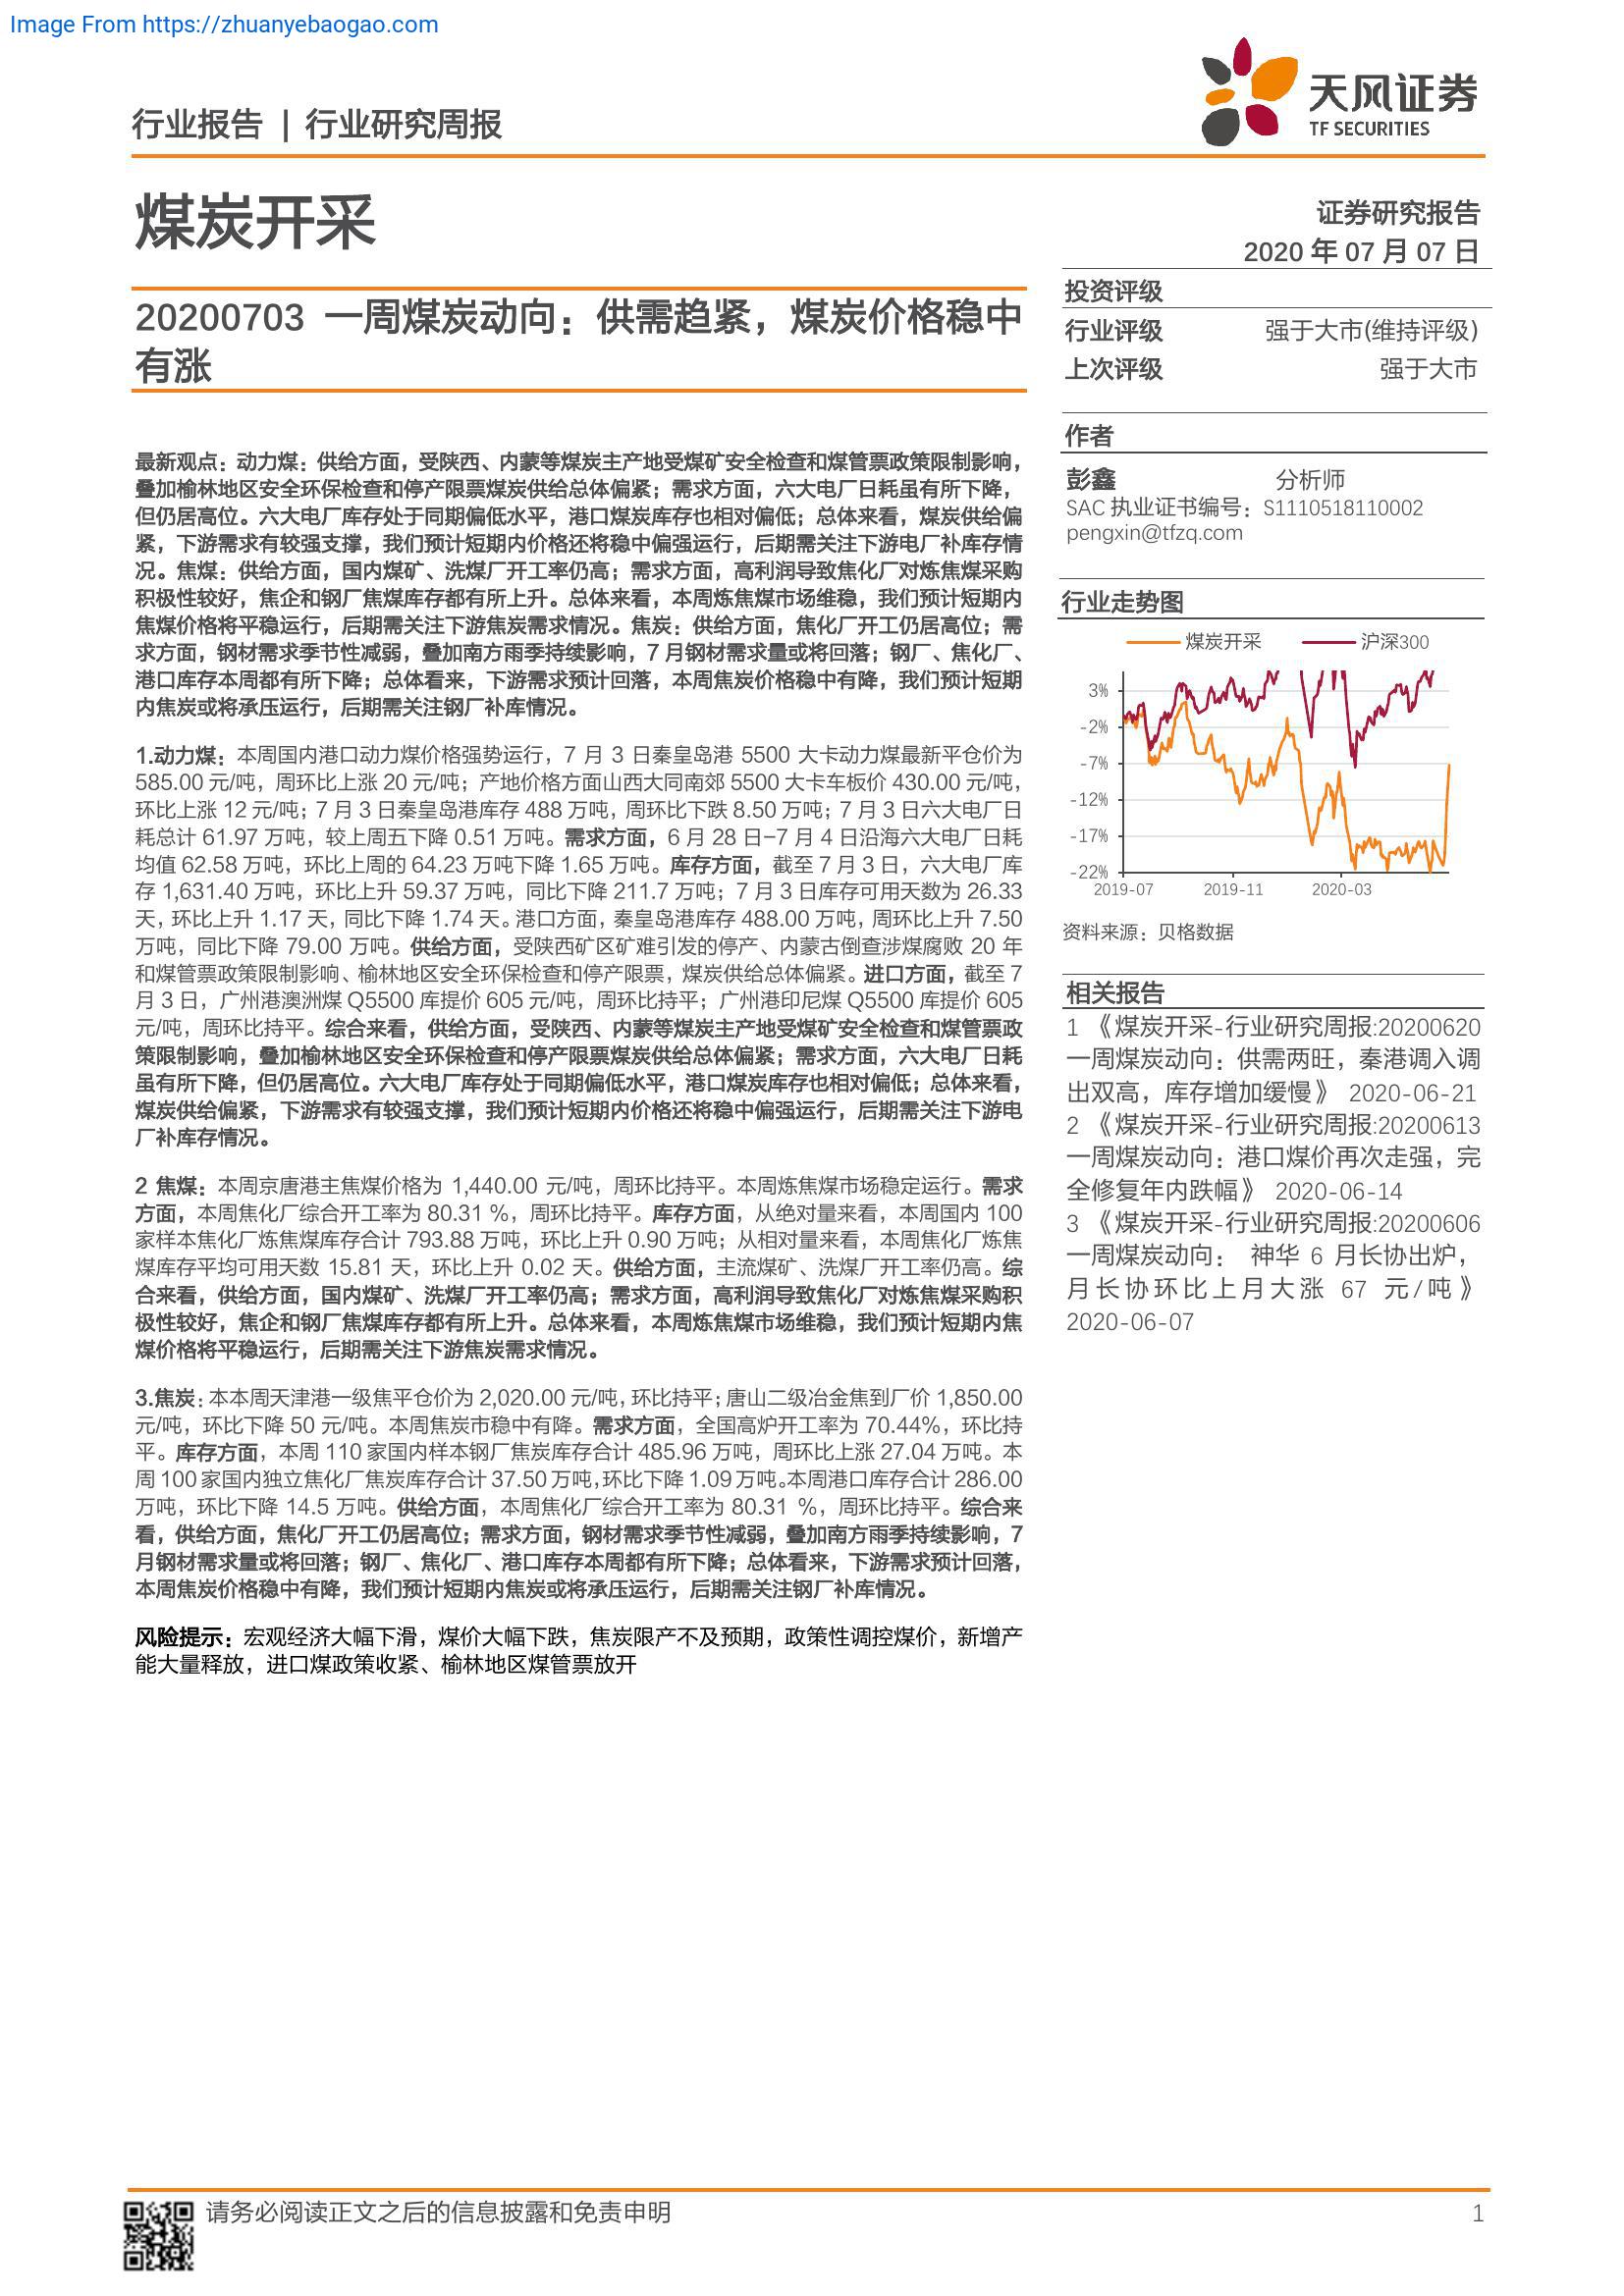 Image From https://zhuanyebaogao.com
行业报告 | 行业研究周报
天风证券
TF SECURITIES
煤炭开采
证券研究报告
2020 年 07 月 07 日
20200703 一周煤炭动向：供需趋紧，煤炭价格稳中
有涨
最新观点：动力煤：供给方面，受陕西、内蒙等煤炭主产地受煤矿安全检查和煤管票政策限制影响，
叠加榆林地区安全环保检查和停产限票煤炭供给总体偏紧；需求方面，六大电厂日耗虽有所下降，
但仍居高位。六大电厂库存处于同期偏低水平，港口煤炭库存也相对偏低；总体来看，煤炭供给偏
紧，下游需求有较强支撑，我们预计短期内价格还将稳中偏强运行，后期需关注下游电厂补库存情
况。焦煤：供给方面，国内煤矿、洗煤厂开工率仍高；需求方面，高利润导致焦化厂对炼焦煤采购
积极性较好，焦企和钢厂焦煤库存都有所上升。总体来看，本周炼焦煤市场维稳，我们预计短期内
焦煤价格将平稳运行，后期需关注下游焦炭需求情况。焦炭：供给方面，焦化厂开工仍居高位；需
求方面，钢材需求季节性减弱，叠加南方雨季持续影响，7 月钢材需求量或将回落；钢厂、焦化厂、
港口库存本周都有所下降；总体看来，下游需求预计回落，本周焦炭价格稳中有降，我们预计短期
内焦炭或将承压运行，后期需关注钢厂补库情况。
1.动力煤：本周国内港口动力煤价格强势运行，7 月 3 日秦皇岛港 5500 大卡动力煤最新平仓价为
585.00 元/吨，周环比上涨 20 元/吨；产地价格方面山西大同南郊 5500 大卡车板价 430.00 元/吨，
环比上涨 12 元/吨；7 月 3 日秦皇岛港库存 488 万吨，周环比下跌 8.50 万吨；7 月 3 日六大电厂日
耗总计 61.97 万吨，较上周五下降 0.51 万吨。需求方面，6 月 28 日-7 月 4 日沿海六大电厂日耗
均值 62.58 万吨，环比上周的 64.23 万吨下降 1.65 万吨。库存方面，截至 7 月 3 日，六大电厂库
存 1,631.40 万吨，环比上升 59.37 万吨，同比下降 211.7 万吨；7 月 3 日库存可用天数为 26.33
天，环比上升 1.17 天，同比下降 1.74 天。港口方面，秦皇岛港库存 488.00 万吨，周环比上升 7.50
万吨，同比下降 79.00 万吨。供给方面，受陕西矿区矿难引发的停产、内蒙古倒查涉煤腐败 20 年
和煤管票政策限制影响、榆林地区安全环保检查和停产限票，煤炭供给总体偏紧。进口方面，截至 7
月 3 日，广州港澳洲煤 Q5500 库提价 605 元/吨，周环比持平；广州港印尼煤 Q5500 库提价 605
元/吨，周环比持平。综合来看，供给方面，受陕西、内蒙等煤炭主产地受煤矿安全检查和煤管票政
策限制影响，叠加榆林地区安全环保检查和停产限票煤炭供给总体偏紧；需求方面，六大电厂日耗
虽有所下降，但仍居高位。六大电厂库存处于同期偏低水平，港口煤炭库存也相对偏低；总体来看，
煤炭供给偏紧，下游需求有较强支撑，我们预计短期内价格还将稳中偏强运行，后期需关注下游电
厂补库存情况。
2 焦煤：本周京唐港主焦煤价格为 1,440.00 元/吨，周环比持平。本周炼焦煤市场稳定运行。需求
方面，本周焦化厂综合开工率为 80.31 %，周环比持平。库存方面，从绝对量来看，本周国内 100
家样本焦化厂炼焦煤库存合计 793.88 万吨，环比上升 0.90 万吨；从相对量来看，本周焦化厂炼焦
煤库存平均可用天数 15.81 天，环比上升 0.02 天。供给方面，主流煤矿、洗煤厂开工率仍高。综
合来看，供给方面，国内煤矿、洗煤厂开工率仍高；需求方面，高利润导致焦化厂对炼焦煤采购积
极性较好，焦企和钢厂焦煤库存都有所上升。总体来看，本周炼焦煤市场维稳，我们预计短期内焦
煤价格将平稳运行，后期需关注下游焦炭需求情况。
3.焦炭：本本周天津港一级焦平仓价为 2,020.00 元/吨，环比持平；唐山二级冶金焦到厂价 1,850.00
元/吨，环比下降 50 元/吨。本周焦炭市稳中有降。需求方面，全国高炉开工率为 70.44%，环比持
平。库存方面，本周 110 家国内样本钢厂焦炭库存合计 485.96 万吨，周环比上涨 27.04 万吨。本
周 100 家国内独立焦化厂焦炭库存合计 37.50 万吨，环比下降 1.09 万吨。本周港口库存合计 286.00
万吨，环比下降 14.5 万吨。供给方面，本周焦化厂综合开工率为 80.31 %，周环比持平。综合来
看，供给方面，焦化厂开工仍居高位；需求方面，钢材需求季节性减弱，叠加南方雨季持续影响，7
月钢材需求量或将回落；钢厂、焦化厂、港口库存本周都有所下降；总体看来，下游需求预计回落，
本周焦炭价格稳中有降，我们预计短期内焦炭或将承压运行，后期需关注钢厂补库情况。
风险提示：宏观经济大幅下滑，煤价大幅下跌，焦炭限产不及预期，政策性调控煤价，新增产
能大量释放，进口煤政策收紧、榆林地区煤管票放开
投资评级
行业评级 强于大市(维持评级)
上次评级 强于大市
作者
彭鑫 分析师
SAC 执业证书编号：S1110518110002
pengxin@tfzq.com
行业走势图
煤炭开采 沪深300
3%
-2%
-7%
-12%
-17%
-22%
2019-07 2019-11 2020-03
资料来源：贝格数据
相关报告
1 《煤炭开采-行业研究周报:20200620
一周煤炭动向：供需两旺，秦港调入调
出双高，库存增加缓慢》 2020-06-21
2 《煤炭开采-行业研究周报:20200613
一周煤炭动向：港口煤价再次走强，完
全修复年内跌幅》 2020-06-14
3 《煤炭开采-行业研究周报:20200606
一周煤炭动向： 神华 6 月长协出炉，
月长协环比上月大涨 67 元/吨》
2020-06-07
请务必阅读正文之后的信息披露和免责申明
1